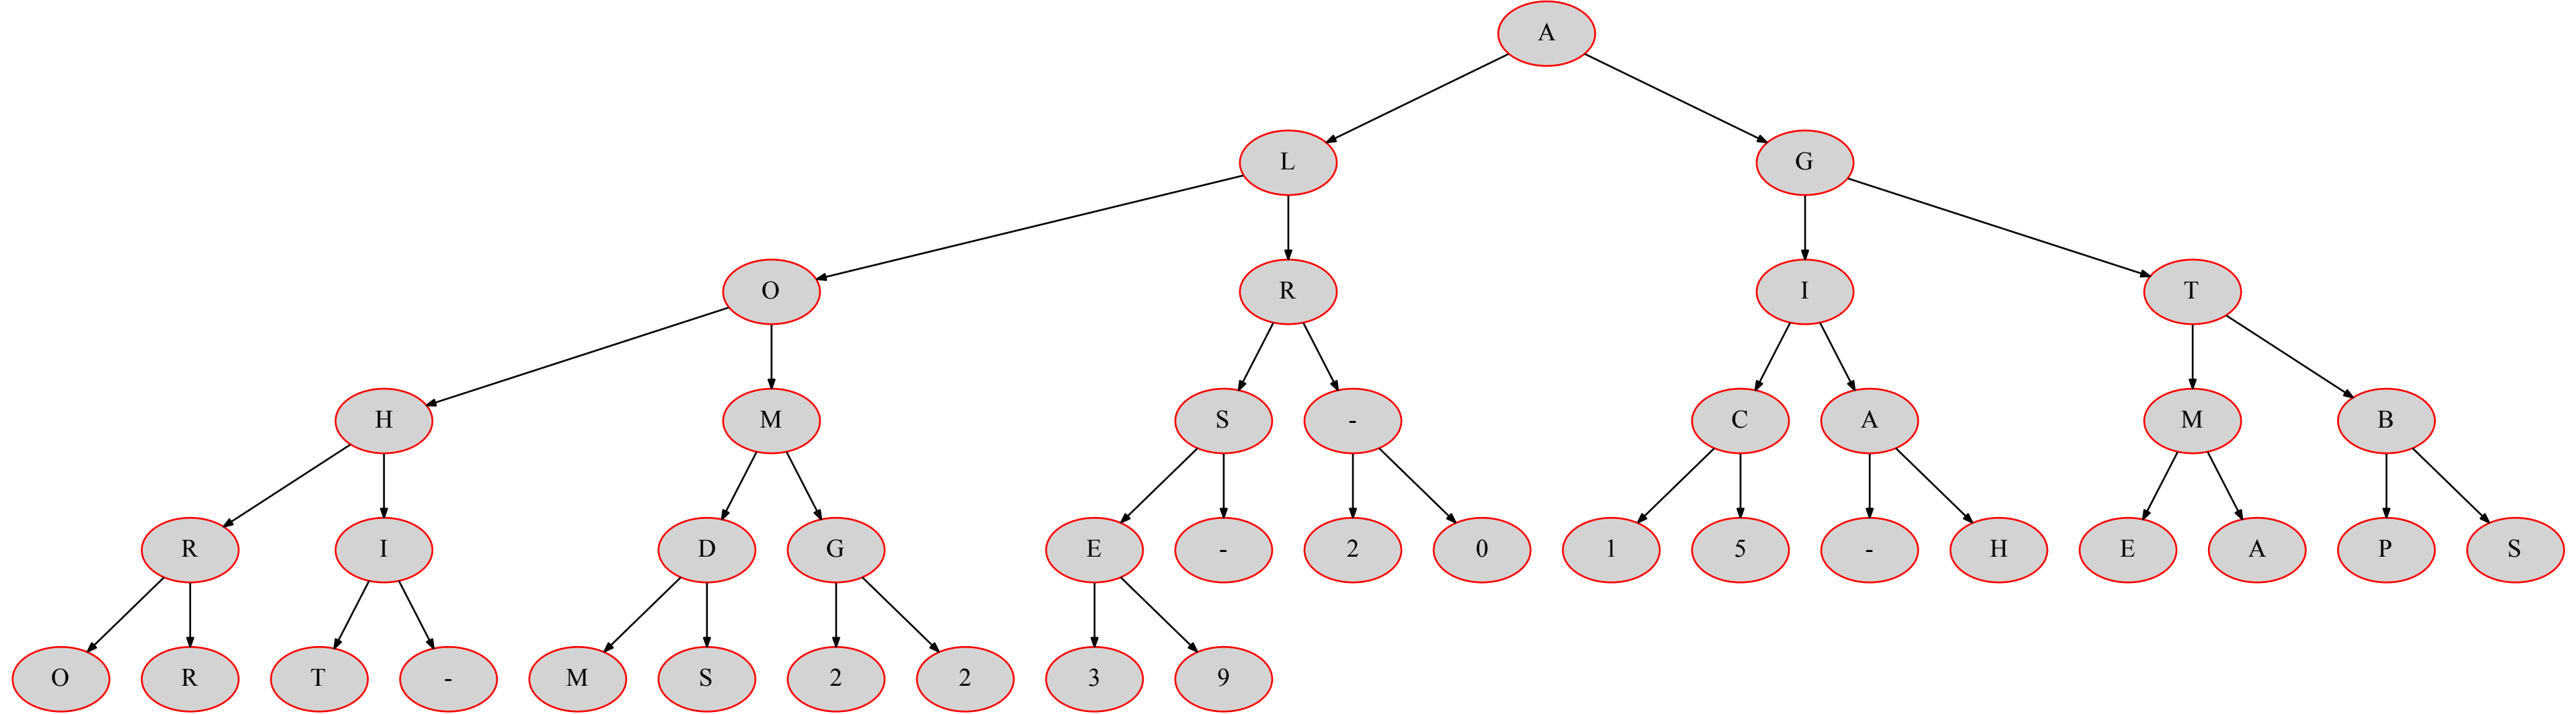 A
L G
O R I T
H M S - C A M B
R I D G E - 2 0 1 5 - H E A P S
O R T - M S 2 2 3 9